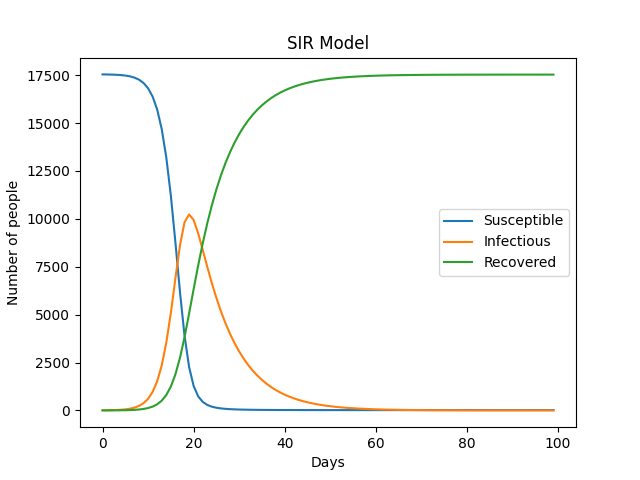 SIR Model
Number of people
17500
15000
12500
10000
7500
5000
2500
0
Susceptible
Infectious
Recovered
0 20 40 60 80 100
Days